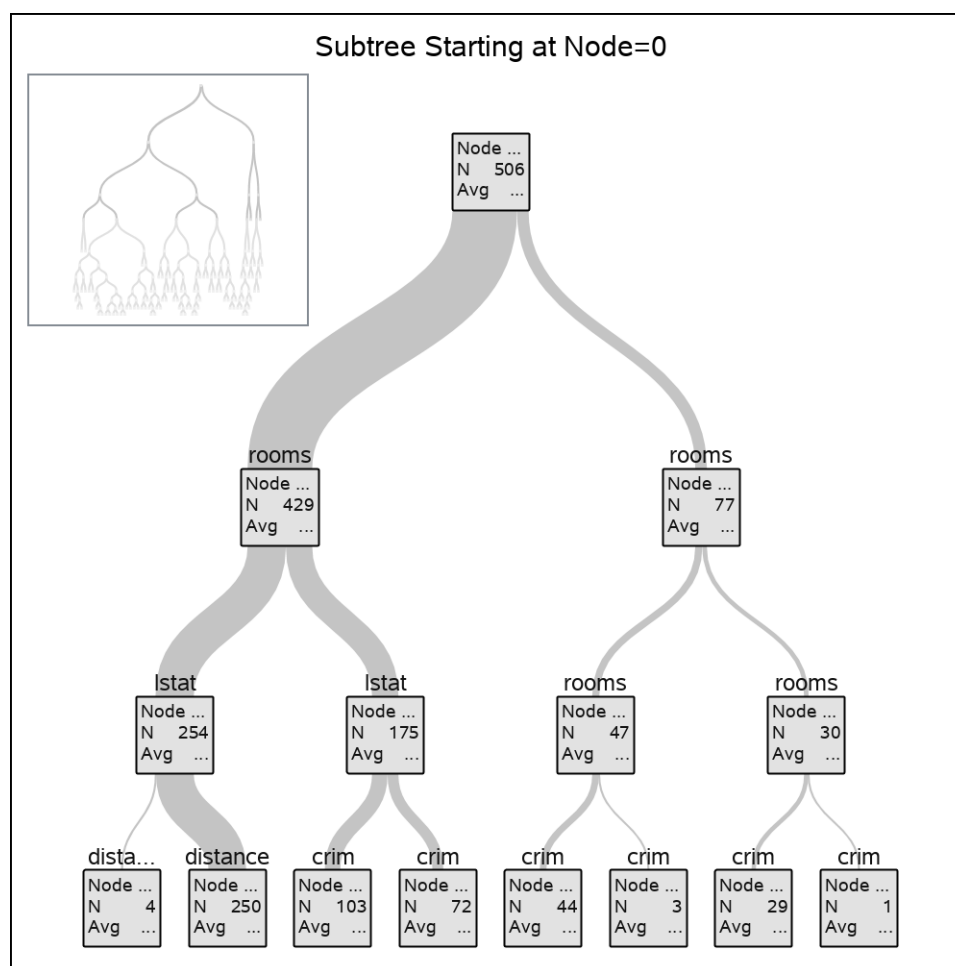 Subtree Starting at Node=0
Node ...
N 506
Avg ...
rooms
Node ...
N 429
Avg ...
rooms
Node ...
N 77
Avg ...
lstat
Node ...
N 254
Avg ...
lstat
Node ...
N 175
Avg ...
rooms
Node ...
N 47
Avg ...
rooms
Node ...
N 30
Avg ...
dista...
Node ...
N 4
Avg ...
distance
Node ...
N 250
Avg ...
crim
Node ...
N 103
Avg ...
crim
Node ...
N 72
Avg ...
crim
Node ...
N 44
Avg ...
crim
Node ...
N 3
Avg ...
crim
Node ...
N 29
Avg ...
crim
Node ...
N 1
Avg ...